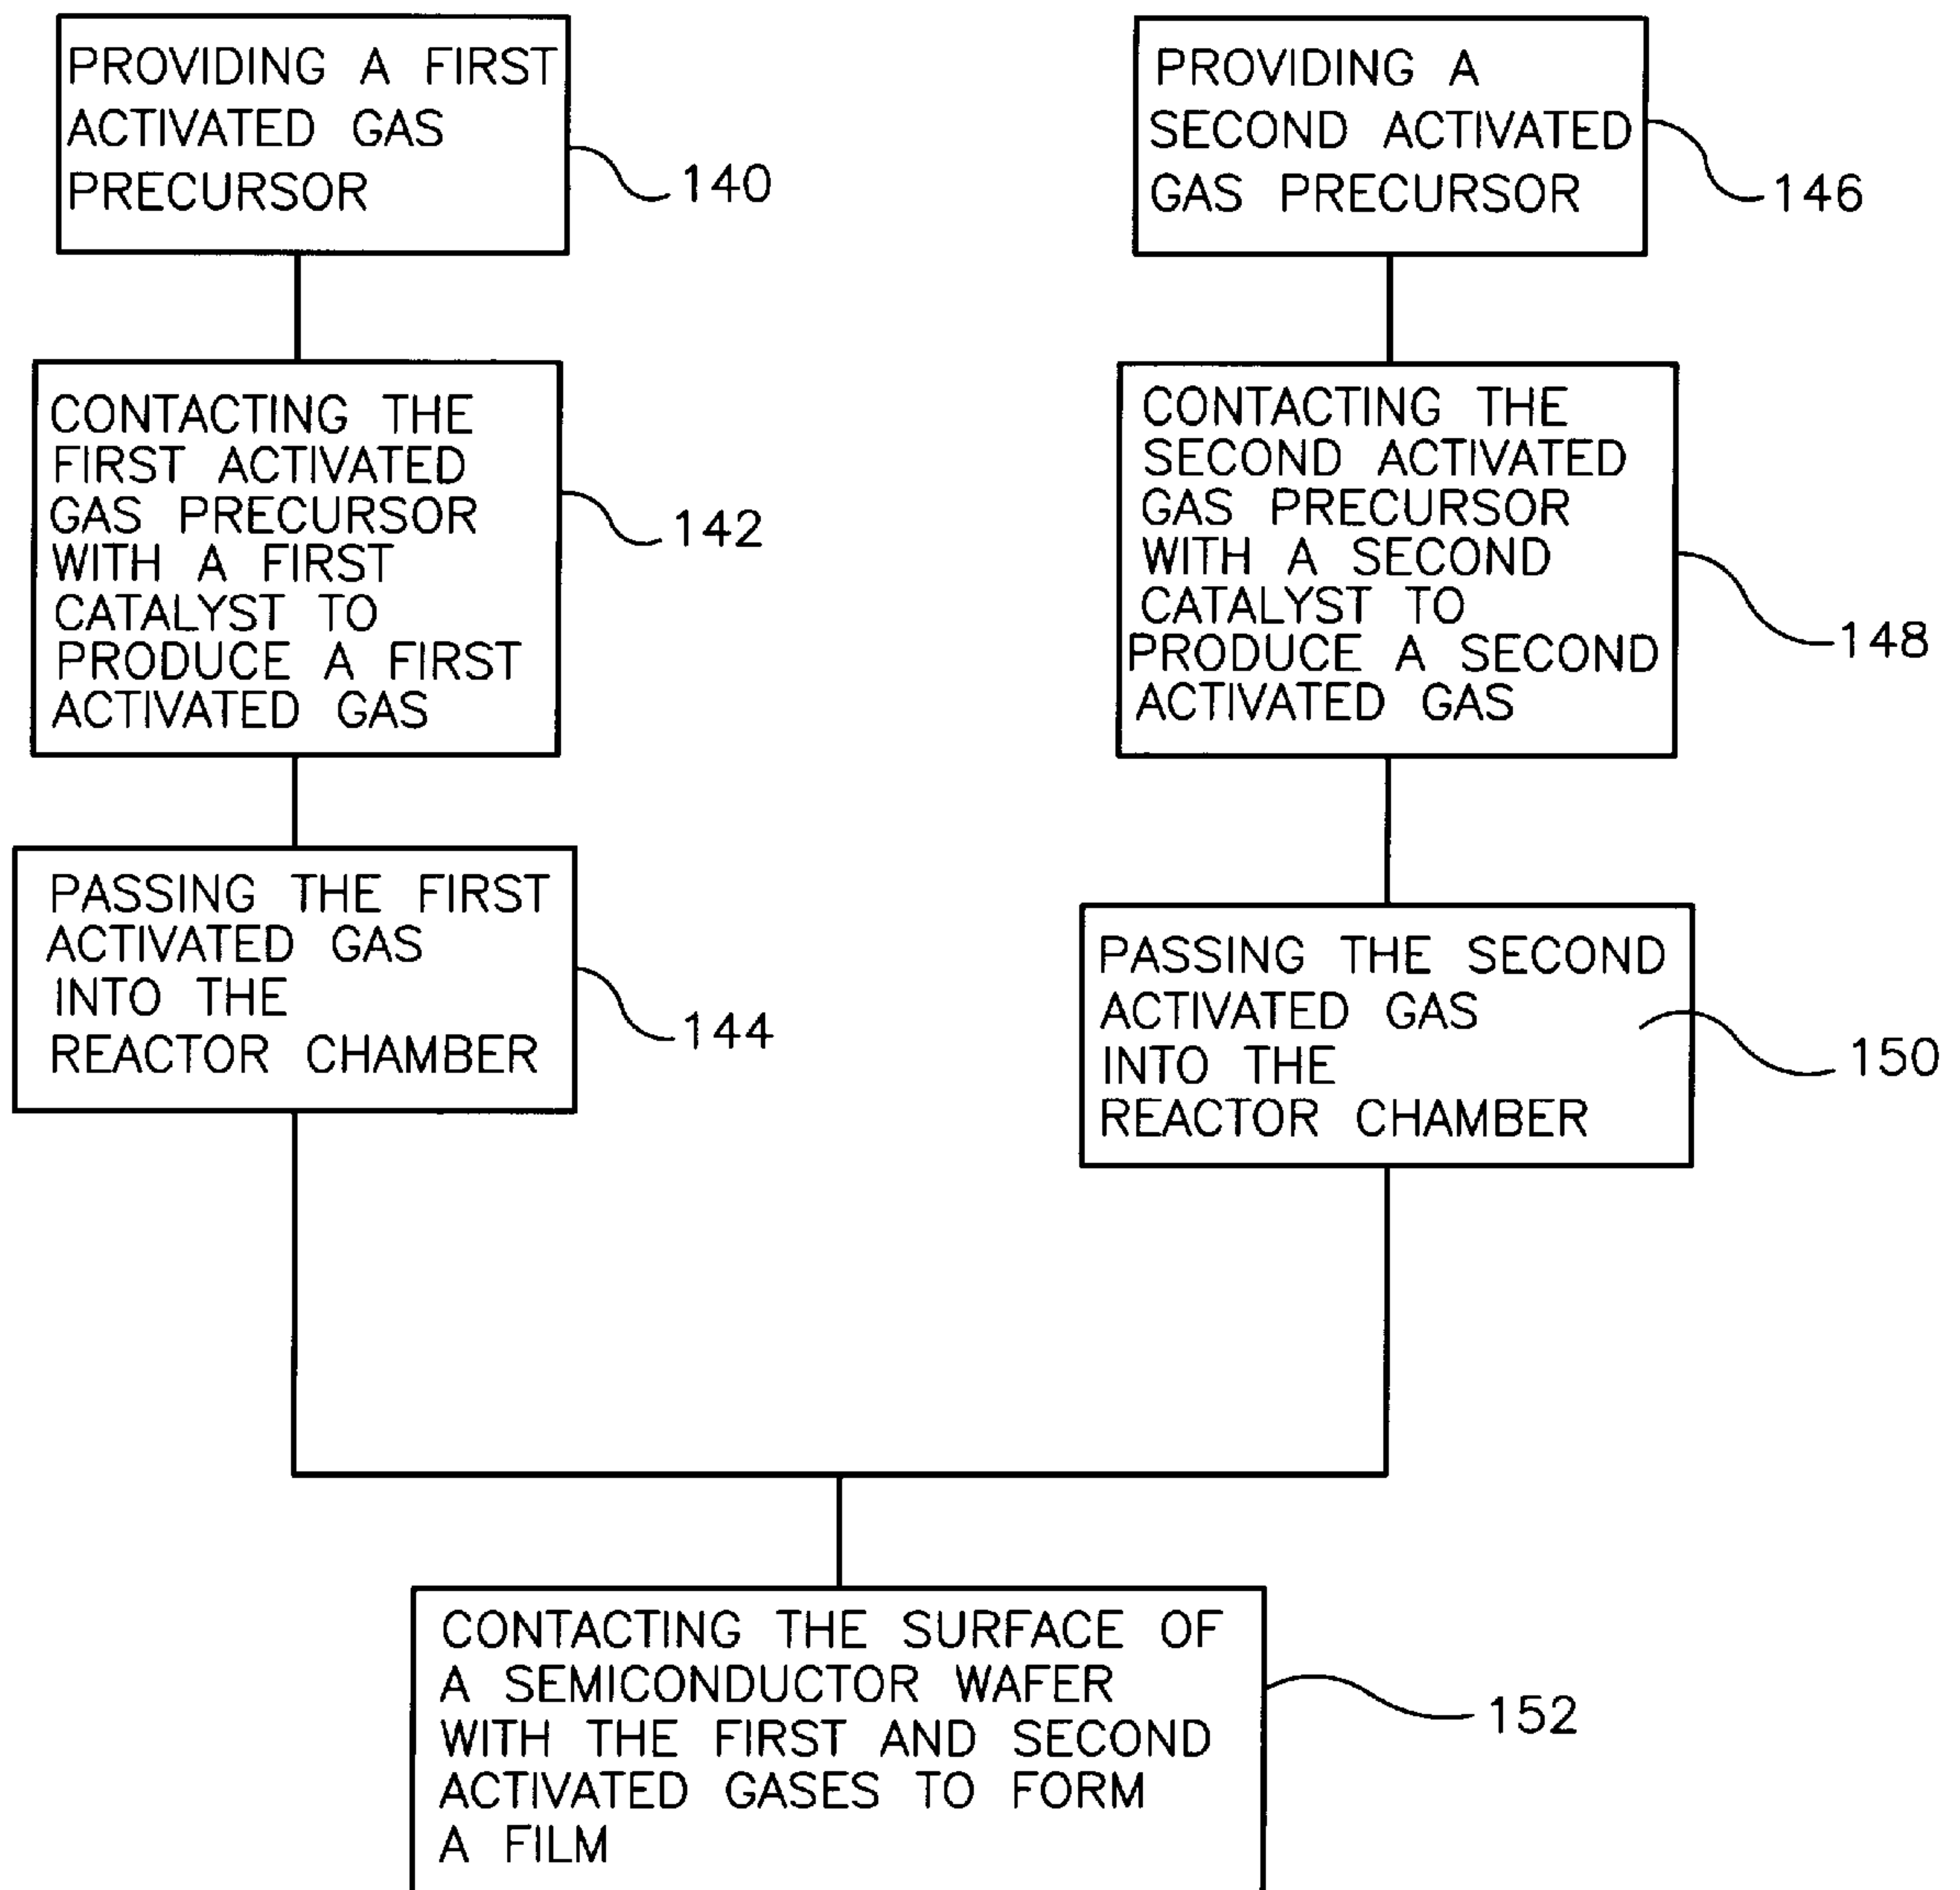 PROVIDING A FIRST
ACTIVATED GAS
PRECURSOR
140
CONTACTING THE
FIRST ACTIVATED
GAS PRECURSOR
WITH A FIRST
CATALYST TO
PRODUCE A FIRST
ACTIVATED GAS
142
PASSING THE FIRST
ACTIVATED GAS
INTO THE
REACTOR CHAMBER
144
PROVIDING A
SECOND ACTIVATED
GAS PRECURSOR
146
CONTACTING THE
SECOND ACTIVATED
GAS PRECURSOR
WITH A SECOND
CATALYST TO
PRODUCE A SECOND
ACTIVATED GAS
148
PASSING THE SECOND
ACTIVATED GAS
INTO THE
REACTOR CHAMBER
150
CONTACTING THE SURFACE OF
A SEMICONDUCTOR WAFER
WITH THE FIRST AND SECOND
ACTIVATED GASES TO FORM
A FILM
152